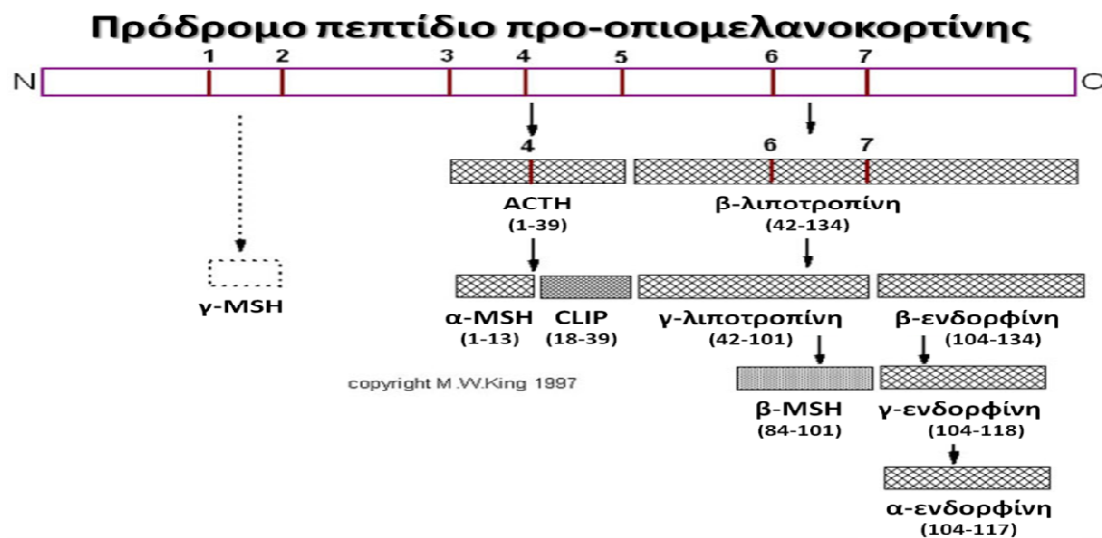 Πρόδρομο πεπτίδιο προ-οπιομελανοκορτίνης
1 2 3 4 5 6 7
N C
4 6 7
ACTH β-λιποτροπίνη
(1-39) (42-134)
γ-MSH α-MSH CLIP γ-λιποτροπίνη β-ενδορφίνη
(1-13) (18-39) (42-101) (104-134)
copyright M.W.King 1997
β-MSH γ-ενδορφίνη
(84-101) (104-118)
α-ενδορφίνη
(104-117)